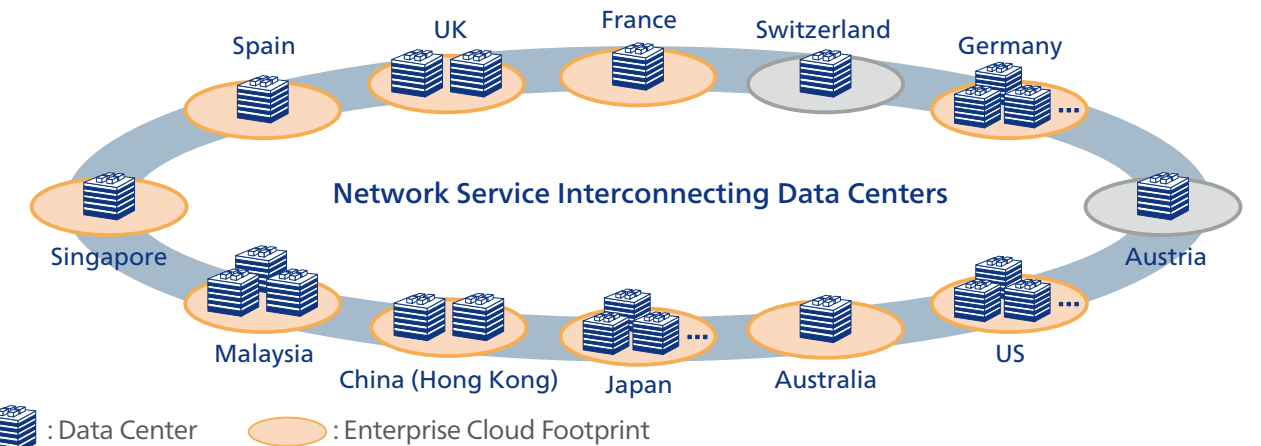 France
UK
Switzerland
Spain
Germany
...
Network Service Interconnecting Data Centers
Singapore
Austria
...
Malaysia
...
US
China (Hong Kong)
Japan
Australia
: Data Center
: Enterprise Cloud Footprint